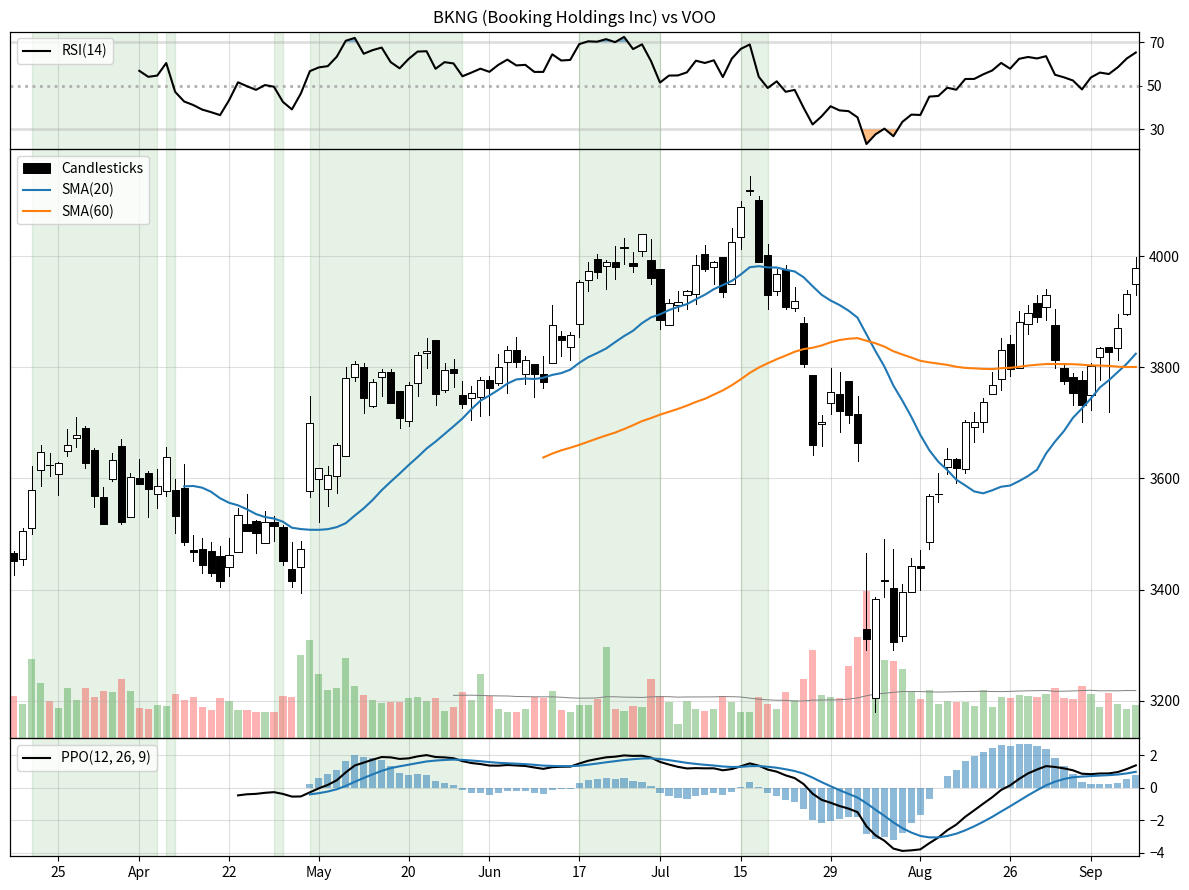 BKNG (Booking Holdings Inc) vs VOO
RSI(14)
70
50
30
Candlesticks
SMA(20)
SMA(60)
4000
3800
3600
3400
3200
PPO(12, 26, 9)
2
0
−2
−4
25 Apr 22 May 20 Jun 17 Jul 15 29 Aug 26 Sep